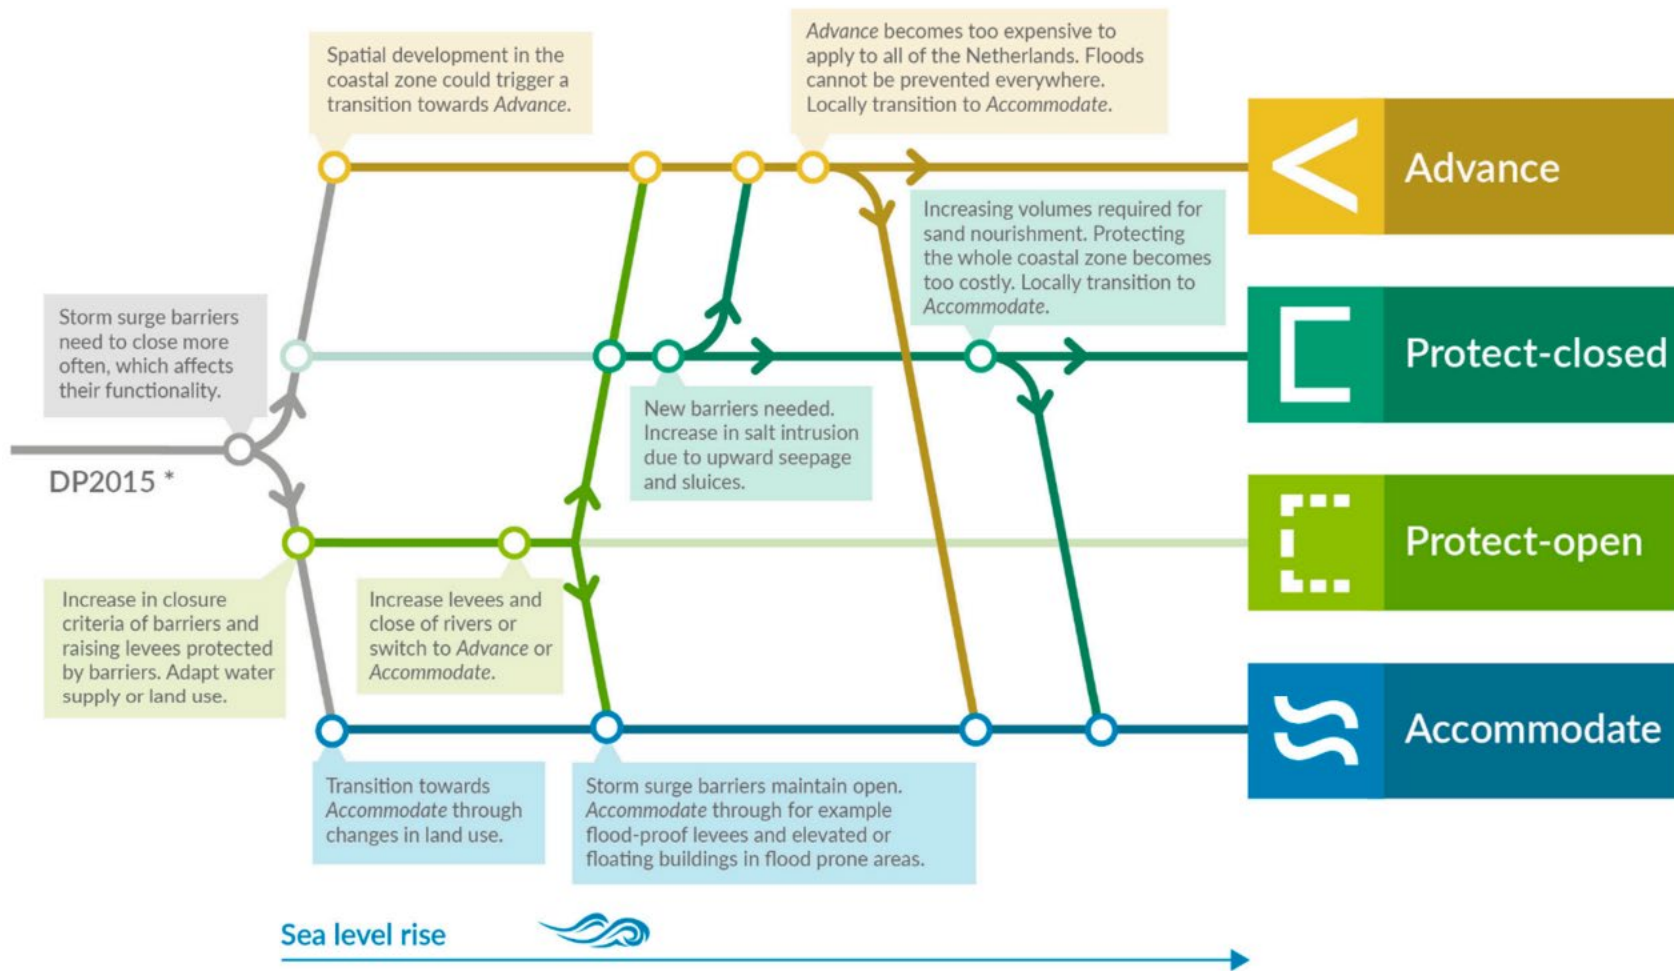 Spatial development in the
coastal zone could trigger a
transition towards Advance.
Advance becomes too expensive to
apply to all of the Netherlands. Floods
cannot be prevented everywhere.
Locally transition to Accommodate.
Advance
Increasing volumes required for
sand nourishment. Protecting
the whole coastal zone becomes
too costly. Locally transition to
Accommodate.
Storm surge barriers
need to close more
often, which affects
their functionality.
Protect-closed
New barriers needed.
Increase in salt intrusion
due to upward seepage
and sluices.
DP2015 *
Protect-open
Increase in closure
criteria of barriers and
raising levees protected
by barriers. Adapt water
supply or land use.
Increase levees and
close of rivers or
switch to Advance or
Accommodate.
Accommodate
Transition towards
Accommodate through
changes in land use.
Storm surge barriers maintain open.
Accommodate through for example
flood-proof levees and elevated or
floating buildings in flood prone areas.
Sea level rise